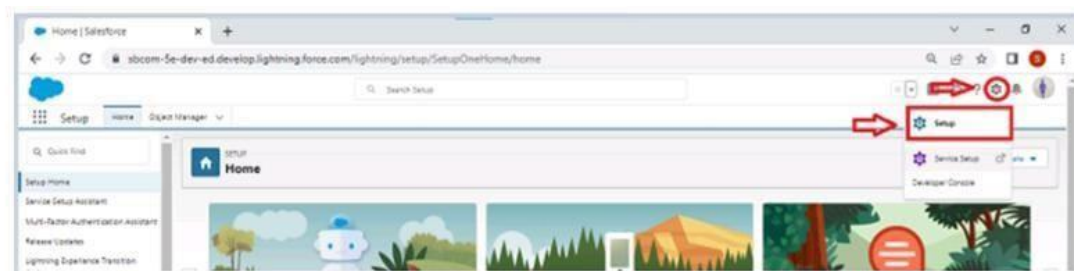 Home | Salesforce
sbcom-5e-dev-ed.develop.lightning.force.com/lightning/setup/SetupOneHome/home
S
Search Setup
?
Setup
Home
Object Manager
Setup
Quick Find
SETUP
Home
Service Setup
Developer Console
Setup Home
Service Setup Assistant
Multi-Factor Authentication Assistant
Release Updates
Lightning Experience Transition